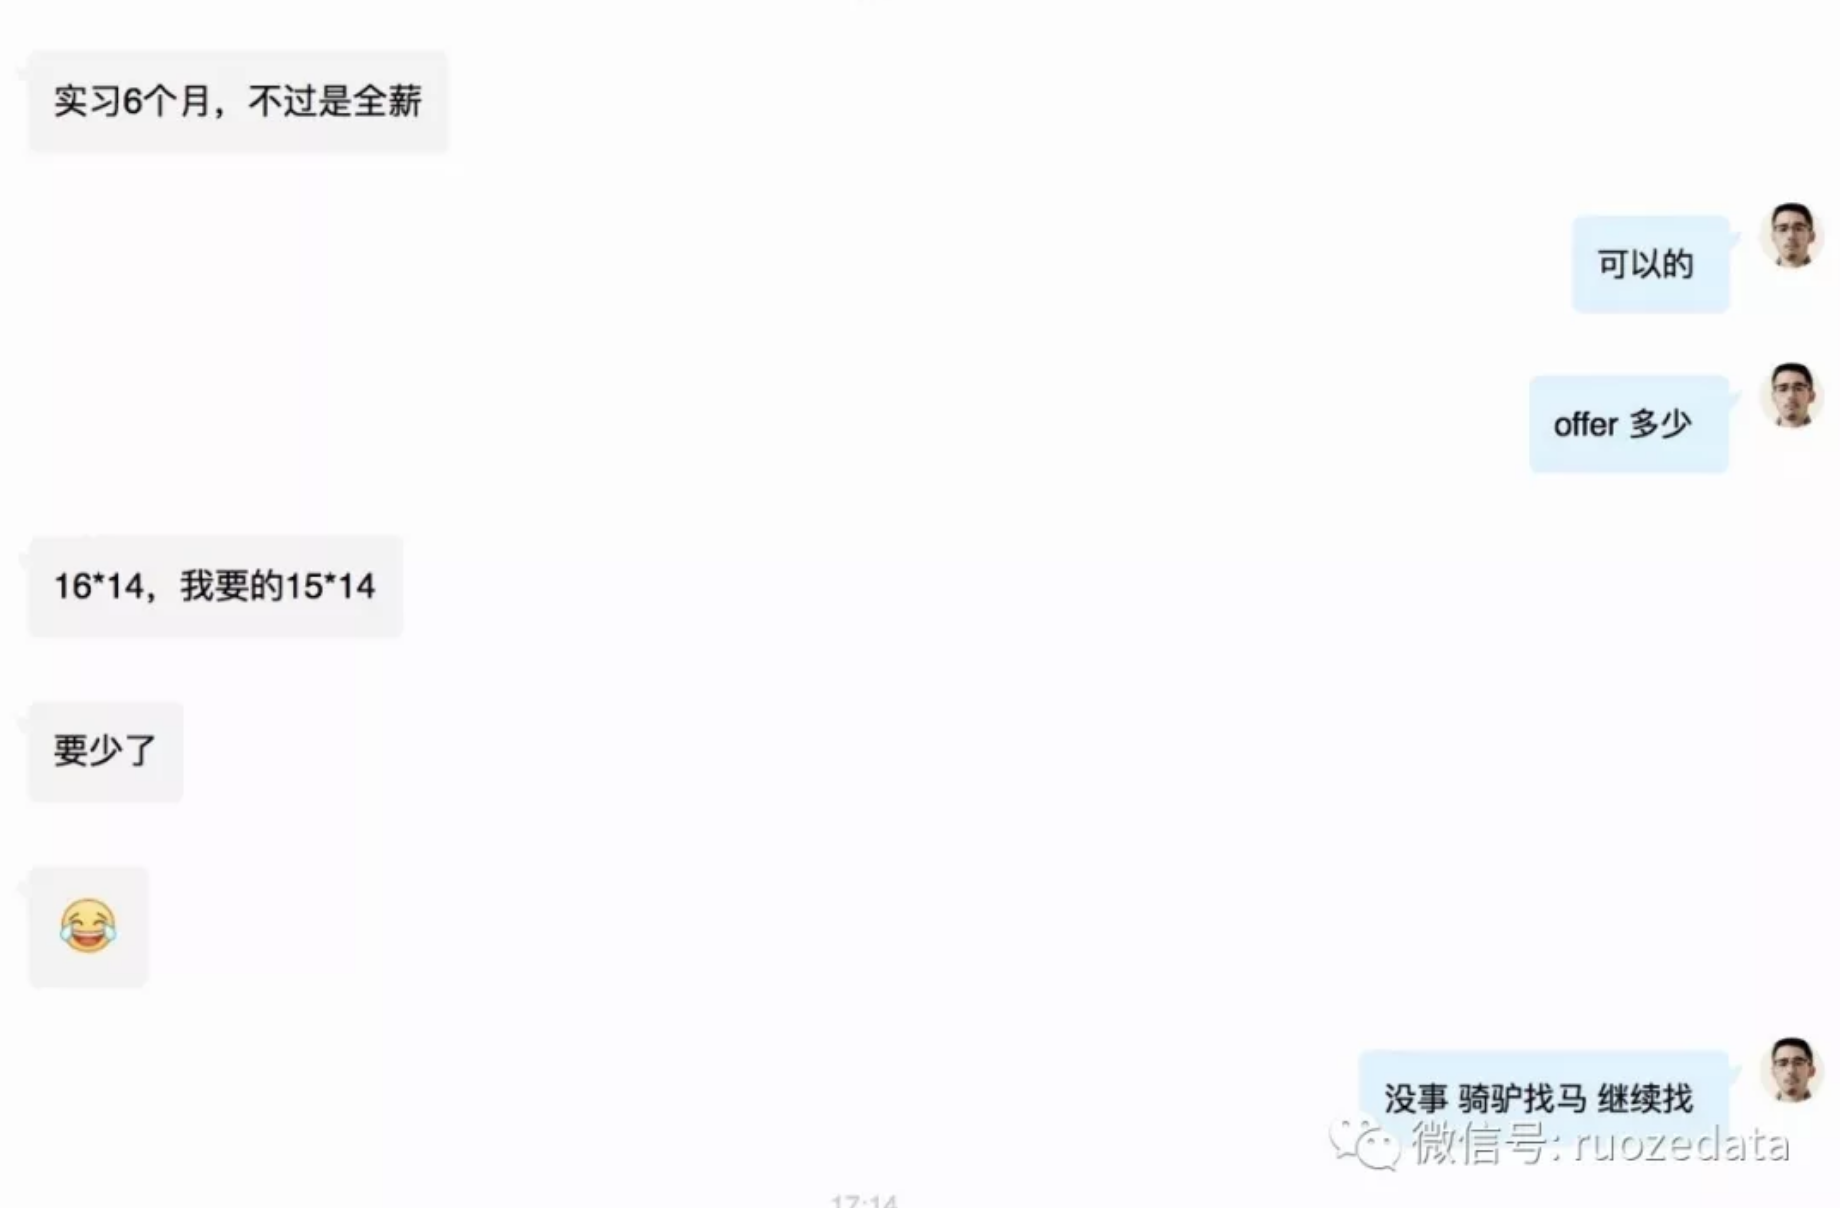 实习6个月，不过是全薪
可以的
offer 多少
16*14，我要的15*14
要少了
没事 骑驴找马 继续找
微信号: ruozedata
17:14